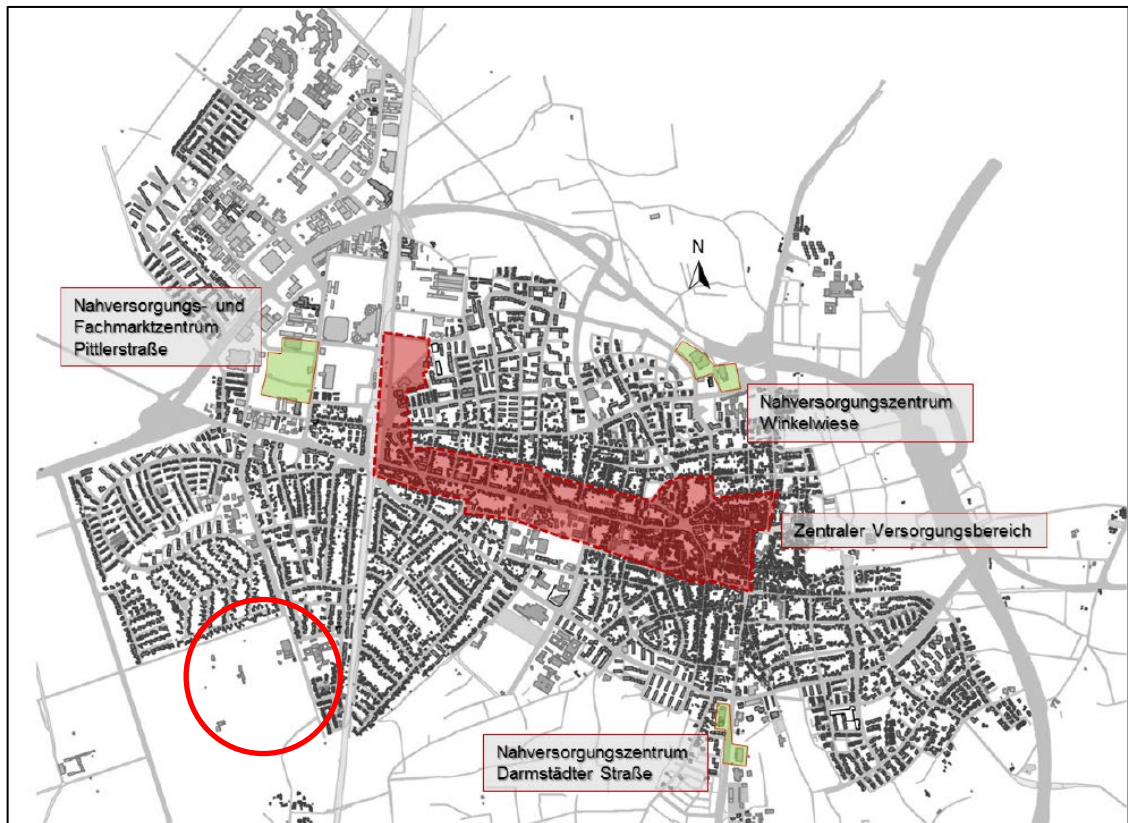 N
Nahversorgungs- und
Fachmarktzentrum
Pittlerstraße
Nahversorgungszentrum
Winkelwiese
Zentraler Versorgungsbereich
Nahversorgungszentrum
Darmstädter Straße